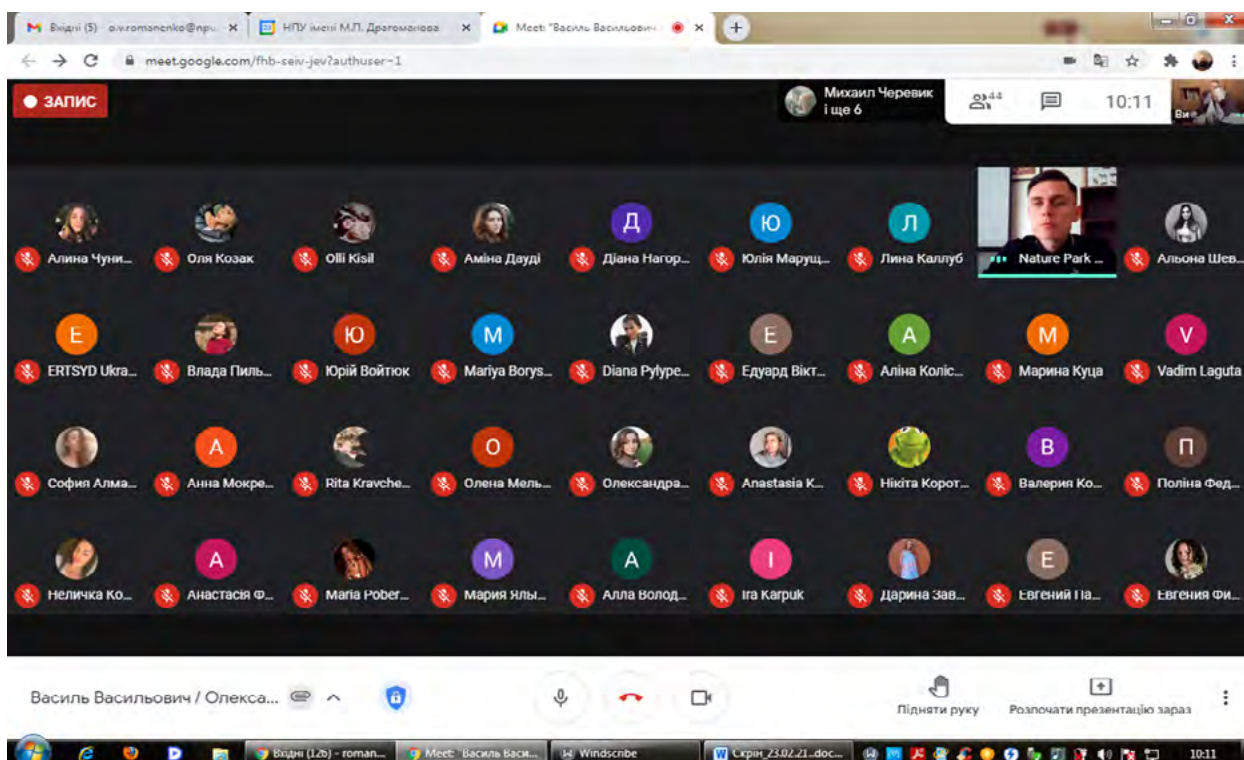 Вхідні (5) - o.v.romanenko@npu.
НПУ імені М.П. Драгоманова
Meet: "Василь Васильович
meet.google.com/fhb-seiv-jev?authuser=1
ЗАПИС
Михаил Черевик
і ще 6
44
10:11
Ви
Д Ю Л
Алина Чуни... Оля Козак Olli Kisil Аміна Дауді Діана Нагор... Юлія Марущ... Лина Каллуб Nature Park ... Альона Шев...
E Ю M E А М V
ERTSYD Ukra... Влада Пиль... Юрій Войтюк Mariya Borys... Diana Pylype... Едуард Вікт... Аліна Коліс... Марина Куца Vadim Laguta
А О В П
София Алма... Анна Мокре... Rita Kravche... Олена Мель... Олександра... Anastasia K... Нікіта Корот... Валерия Ко... Поліна Фед...
А М А I Е
Неличка Ко... Анастасія Ф... Maria Pober... Мария Ялы... Алла Волод... Ira Karpuk Дарина Зав... Евгений Па... Евгения Фи...
Василь Васильович / Олекса...
Підняти руку
Розпочати презентацію зараз
Вхідні (126) - roman... Meet: "Василь Васи... Windscribe Скрін_23.02.21_.doc... 10:11